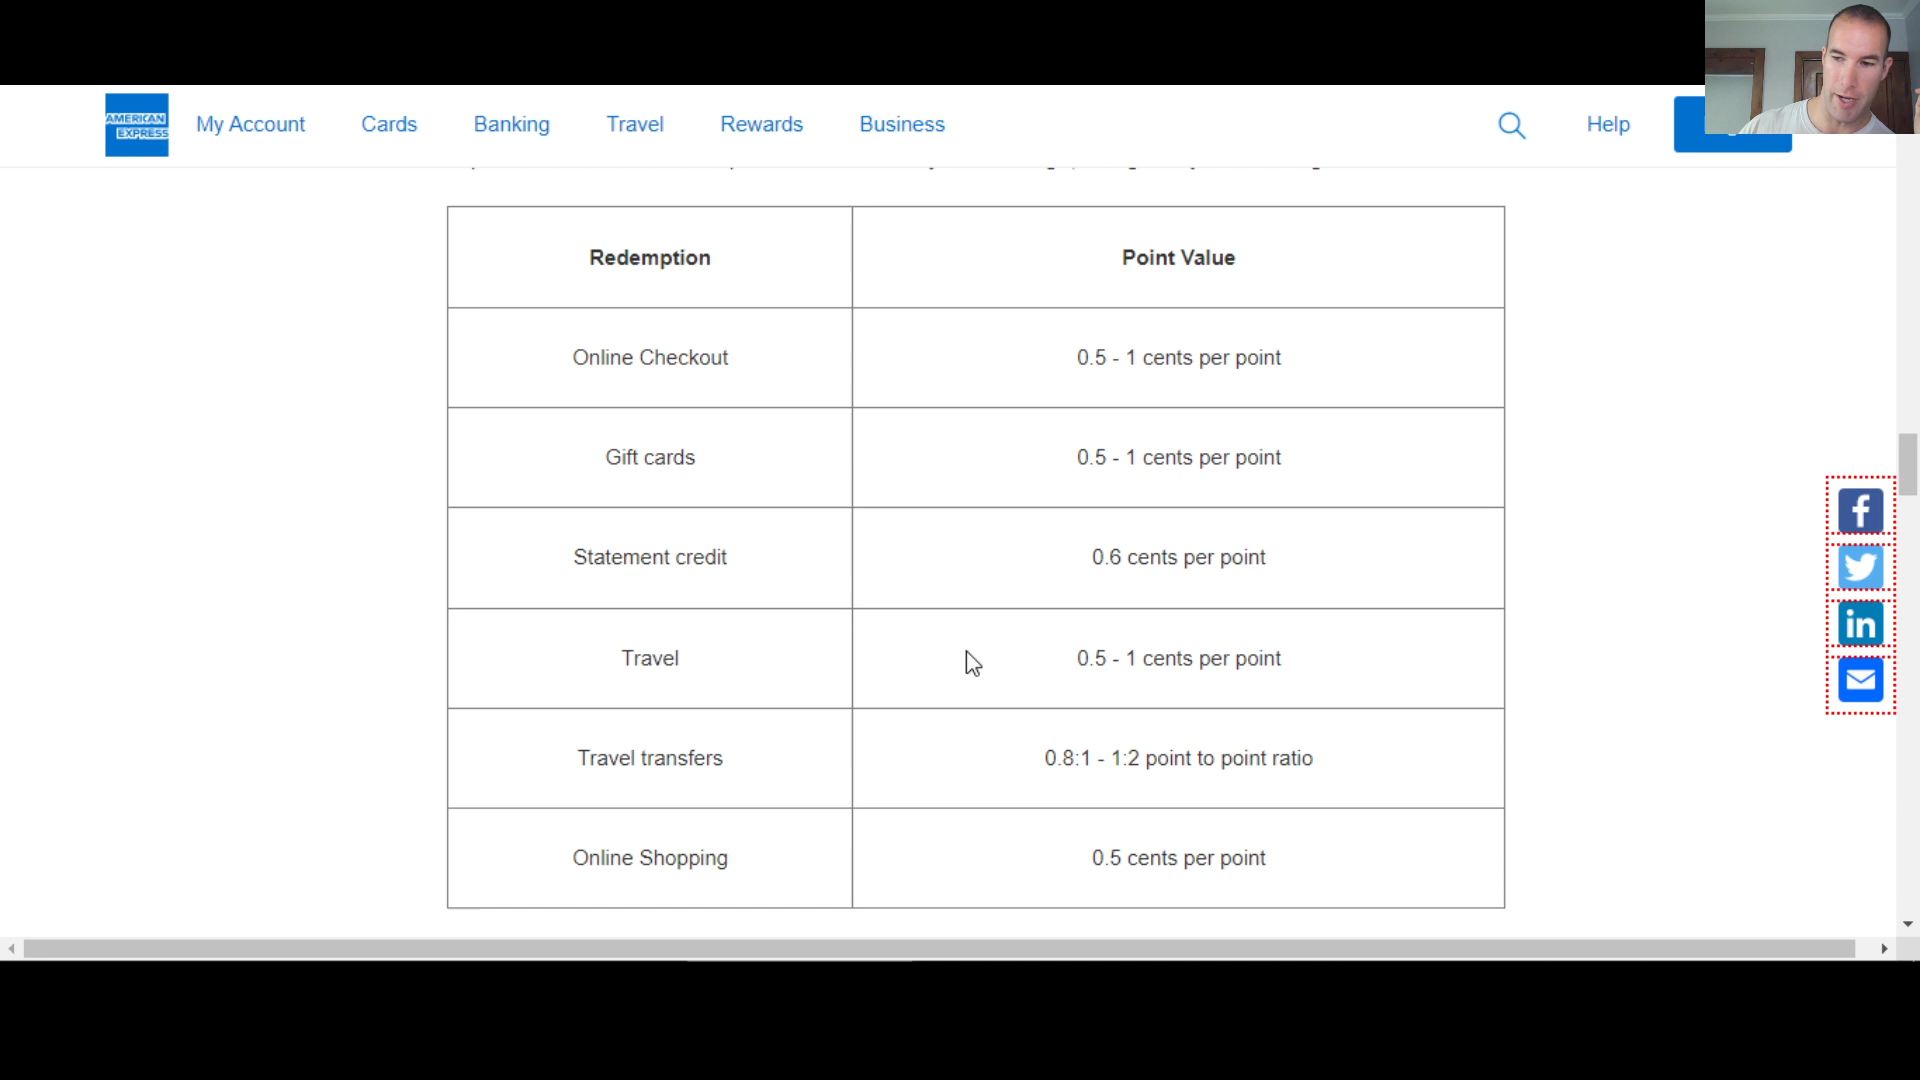 AMERICAN
EXPRESS
My Account
Cards
Banking
Travel
Rewards
Business
Help
Redemption
Point Value
Online Checkout
0.5 - 1 cents per point
Gift cards
0.5 - 1 cents per point
Statement credit
0.6 cents per point
Travel
0.5 - 1 cents per point
Travel transfers
0.8:1 - 1:2 point to point ratio
Online Shopping
0.5 cents per point
f
in